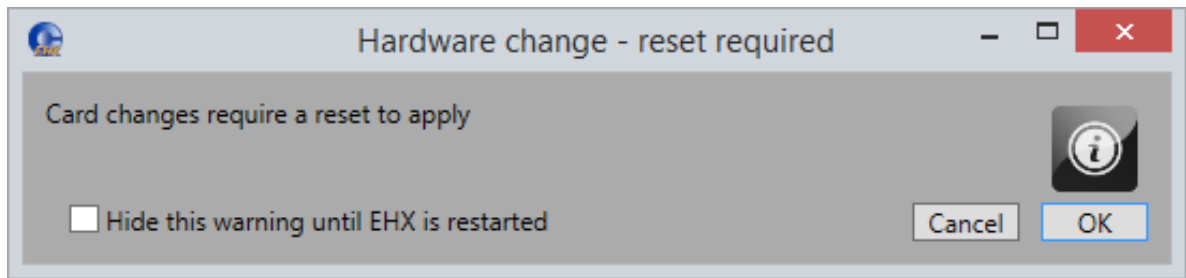 Hardware change - reset required
Card changes require a reset to apply
Hide this warning until EHX is restarted
Cancel
OK